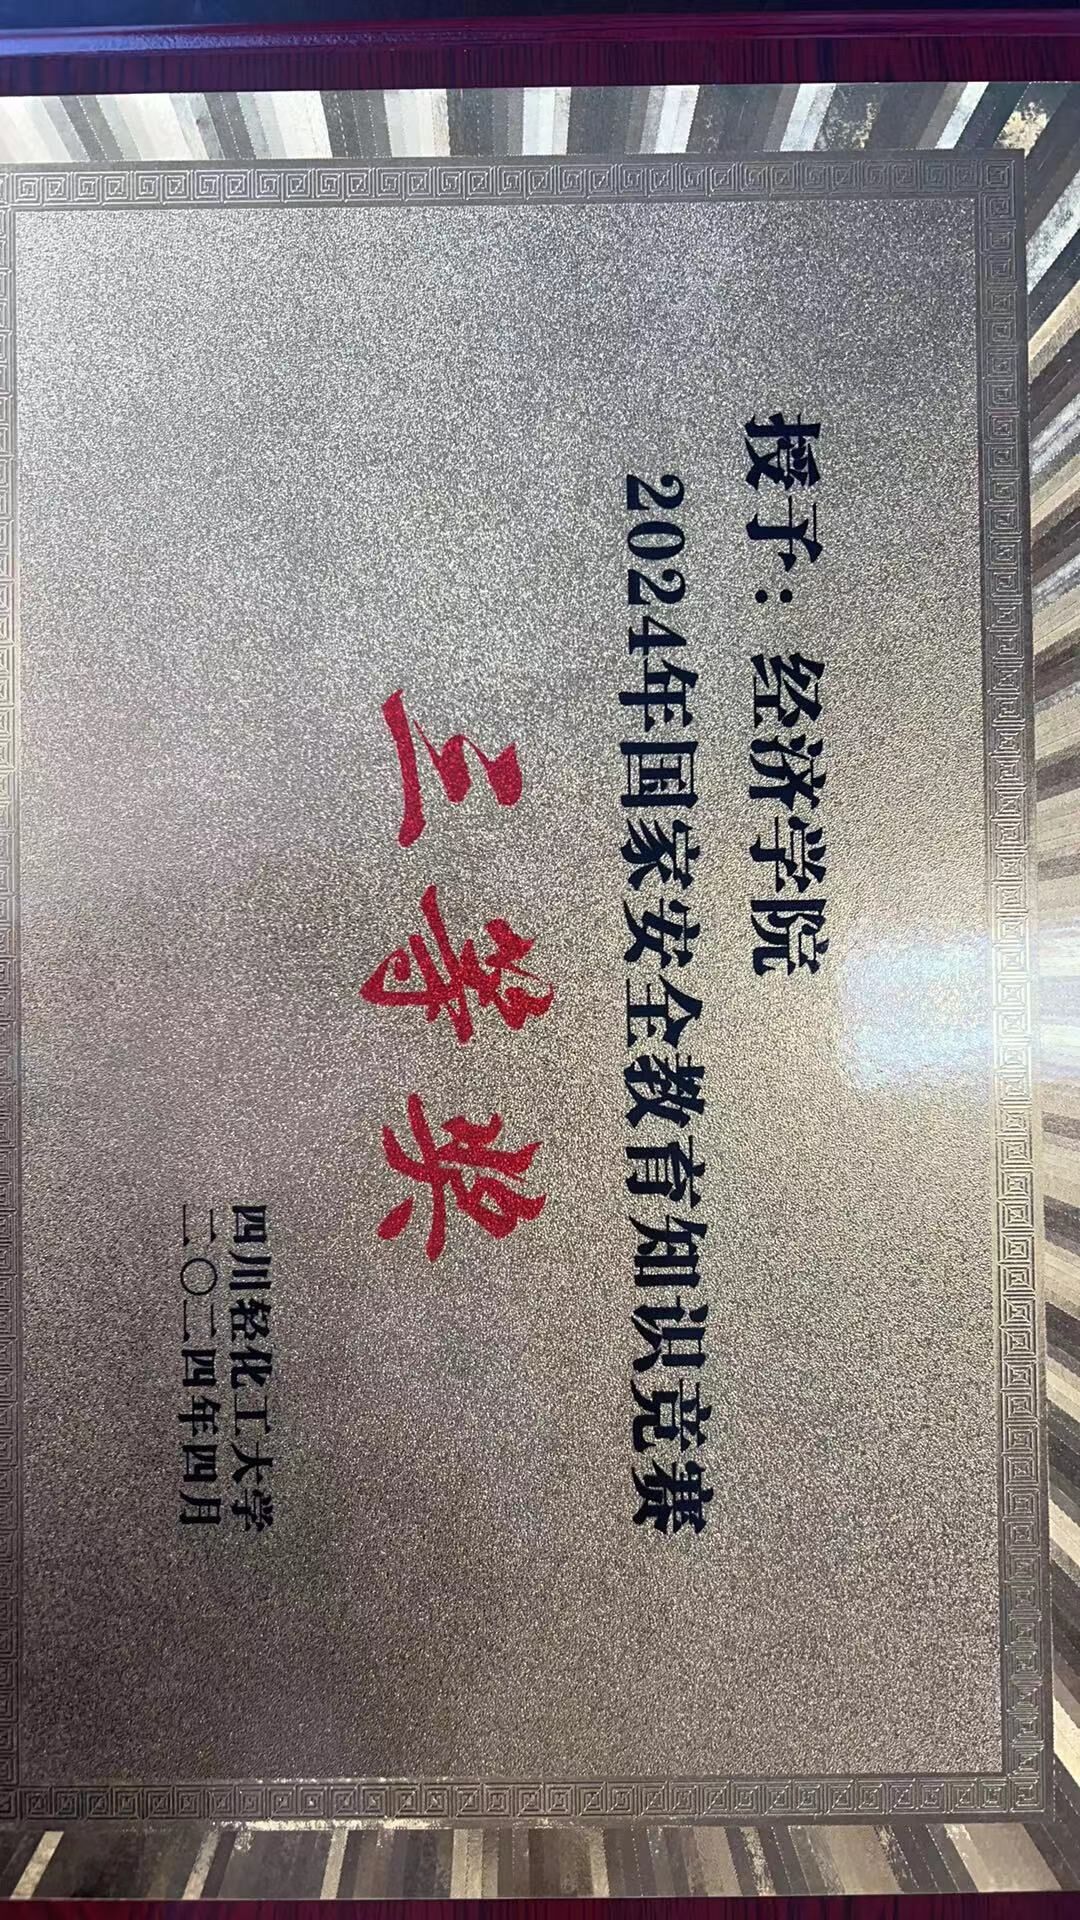 授予：经济学院
2024年国家安全教育知识竞赛
三等奖
四川轻化工大学
二〇二四年四月